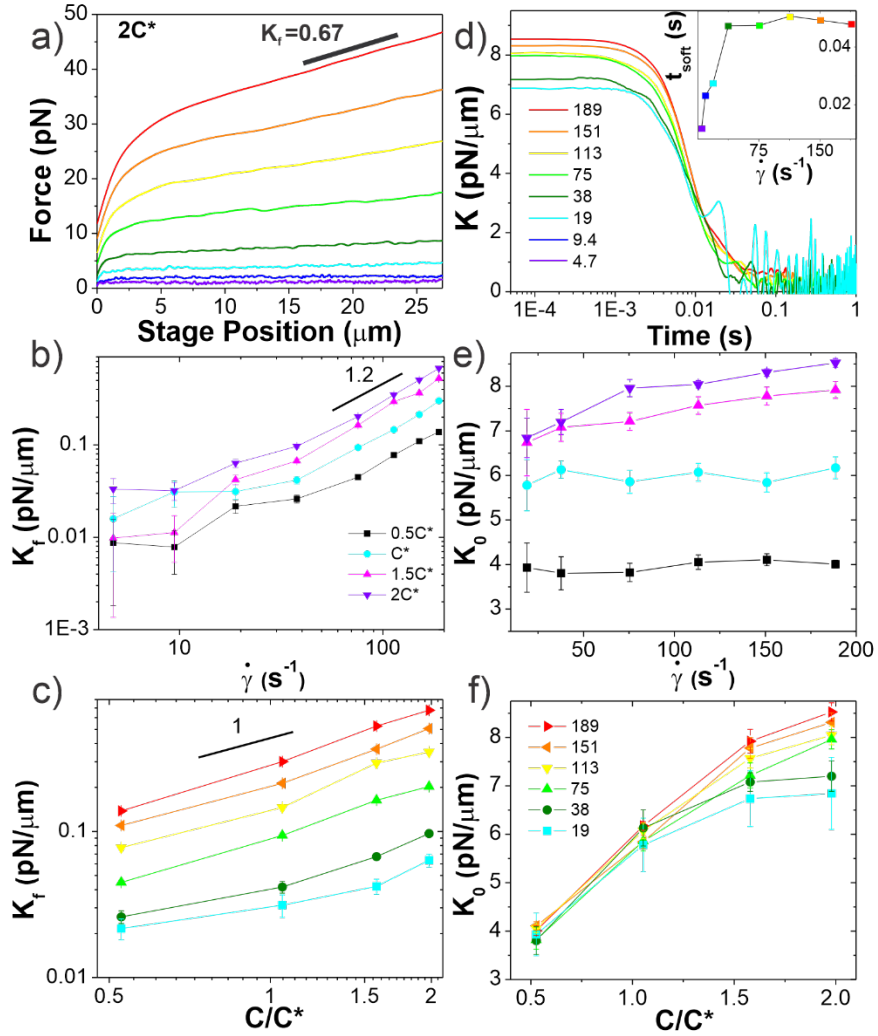 a)
2C*
K_f=0.67
50
40
30
20
10
0
Force (pN)
0 5 10 15 20 25
Stage Position (μm)
d)
8
7
6
5
4
3
2
1
0
K (pN/μm)
189
151
113
75
38
19
9.4
4.7
t_soft (s)
0.04
0.02
75 150
γ̇ (s⁻¹)
1E-4 1E-3 0.01 0.1 1
Time (s)
b)
1.2
0.1
0.01
1E-3
K_f (pN/μm)
0.5C*
C*
1.5C*
2C*
10 100
γ̇ (s⁻¹)
e)
8
7
6
5
4
3
K_0 (pN/μm)
50 100 150 200
γ̇ (s⁻¹)
c)
1
0.1
0.01
K_f (pN/μm)
0.5 1 1.5 2
C/C*
f)
8
7
6
5
4
3
K_0 (pN/μm)
189
151
113
75
38
19
0.5 1.0 1.5 2.0
C/C*